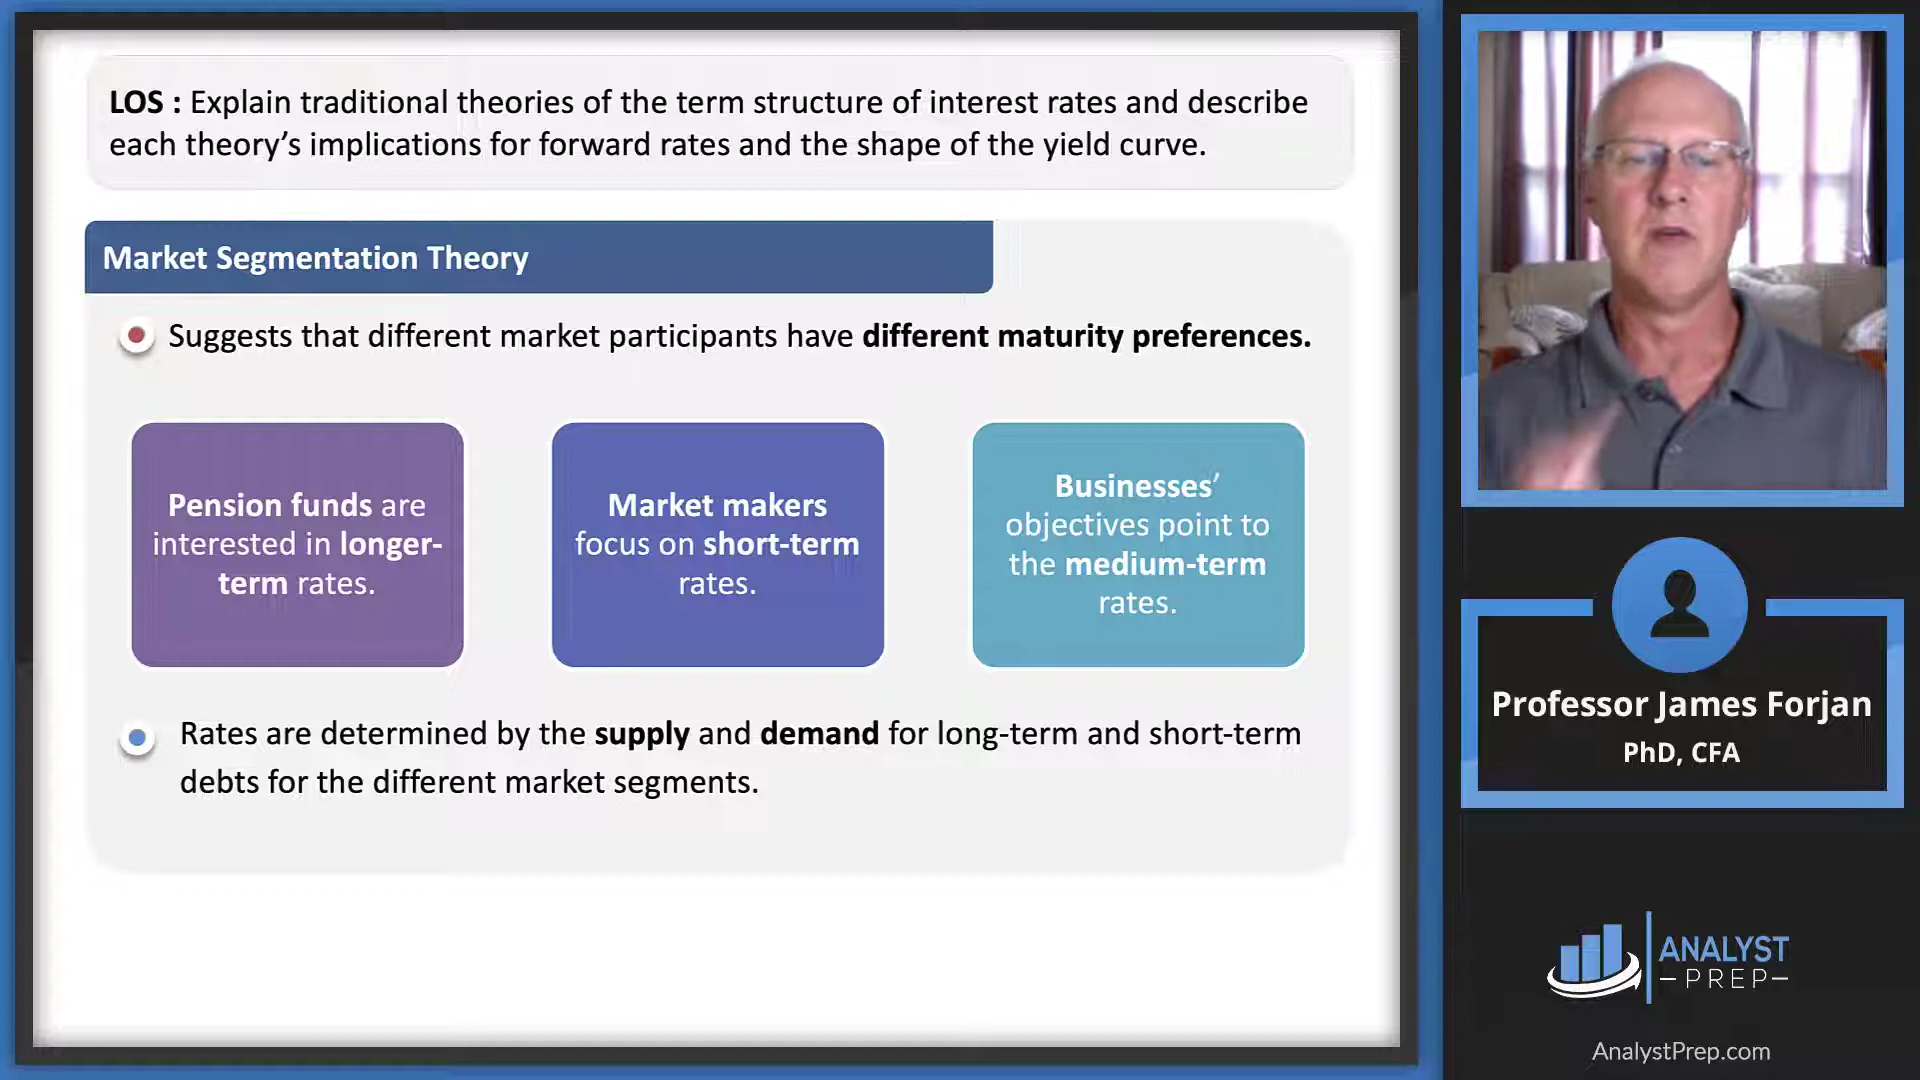 LOS : Explain traditional theories of the term structure of interest rates and describe
each theory’s implications for forward rates and the shape of the yield curve.
Market Segmentation Theory
Suggests that different market participants have different maturity preferences.
Pension funds are
interested in longer-
term rates.
Market makers
focus on short-term
rates.
Businesses’
objectives point to
the medium-term
rates.
Rates are determined by the supply and demand for long-term and short-term
debts for the different market segments.
Professor James Forjan
PhD, CFA
ANALYST
PREP
AnalystPrep.com